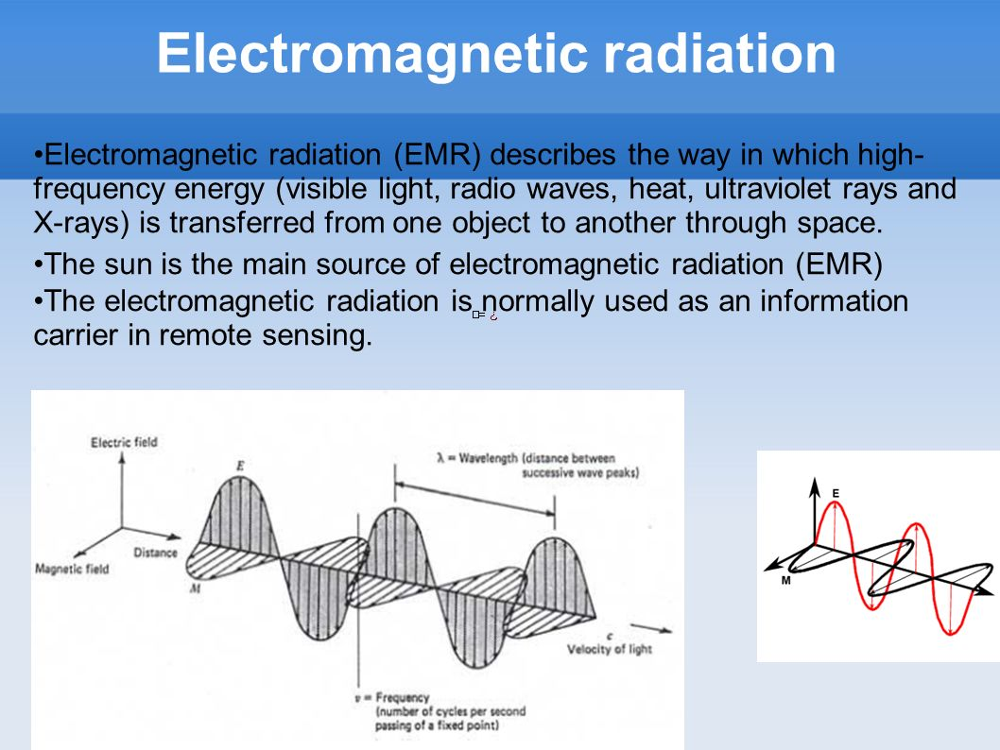 Electromagnetic radiation
•Electromagnetic radiation (EMR) describes the way in which high-
frequency energy (visible light, radio waves, heat, ultraviolet rays and
X-rays) is transferred from one object to another through space.
•The sun is the main source of electromagnetic radiation (EMR)
•The electromagnetic radiation is normally used as an information
carrier in remote sensing.
□= ¿
Electric field
E
λ = Wavelength (distance between
successive wave peaks)
Distance
Magnetic field
M
c
Velocity of light
ν = Frequency
(number of cycles per second
passing of a fixed point)
E
M